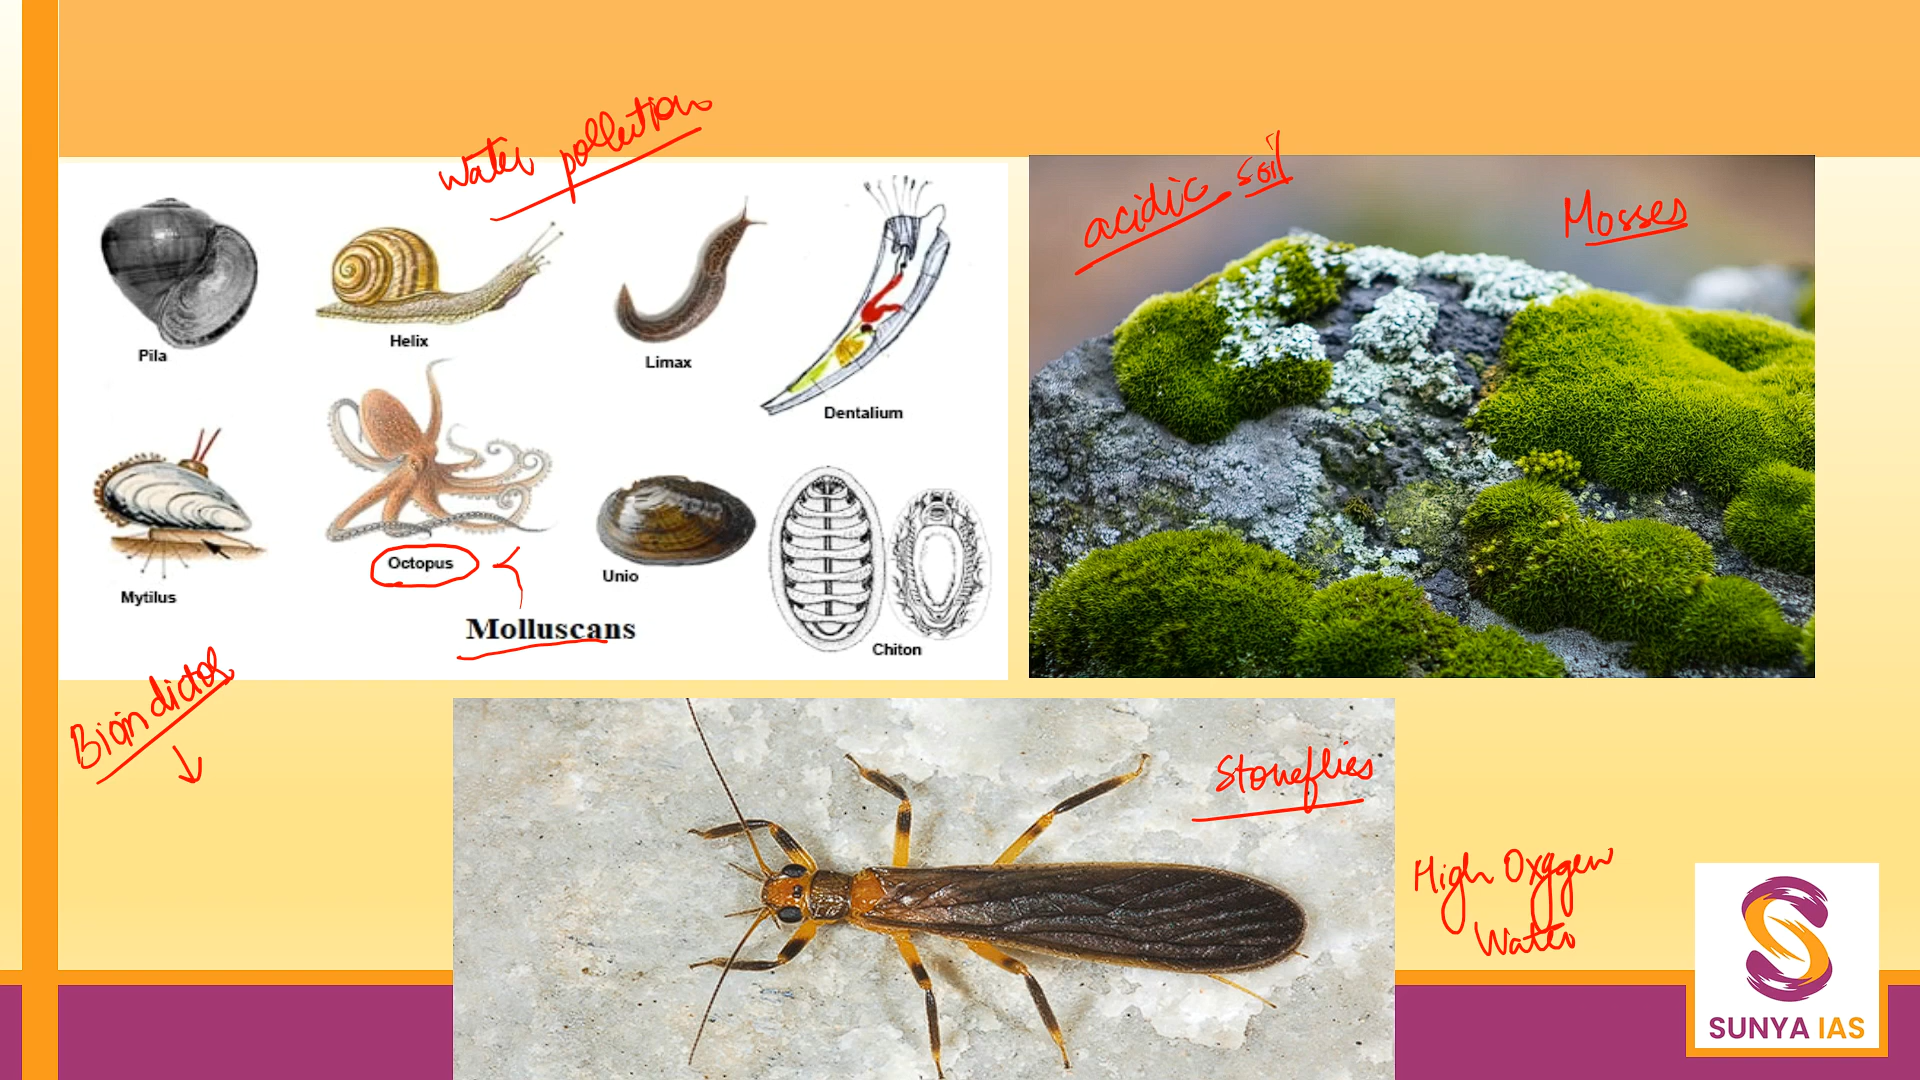 Water pollution
acidic soil
Mosses
Pila
Helix
Limax
Dentalium
Mytilus
Octopus
Unio
Chiton
Molluscans
Bioindictor
Stoneflies
High Oxygen
Water
SUNYA IAS